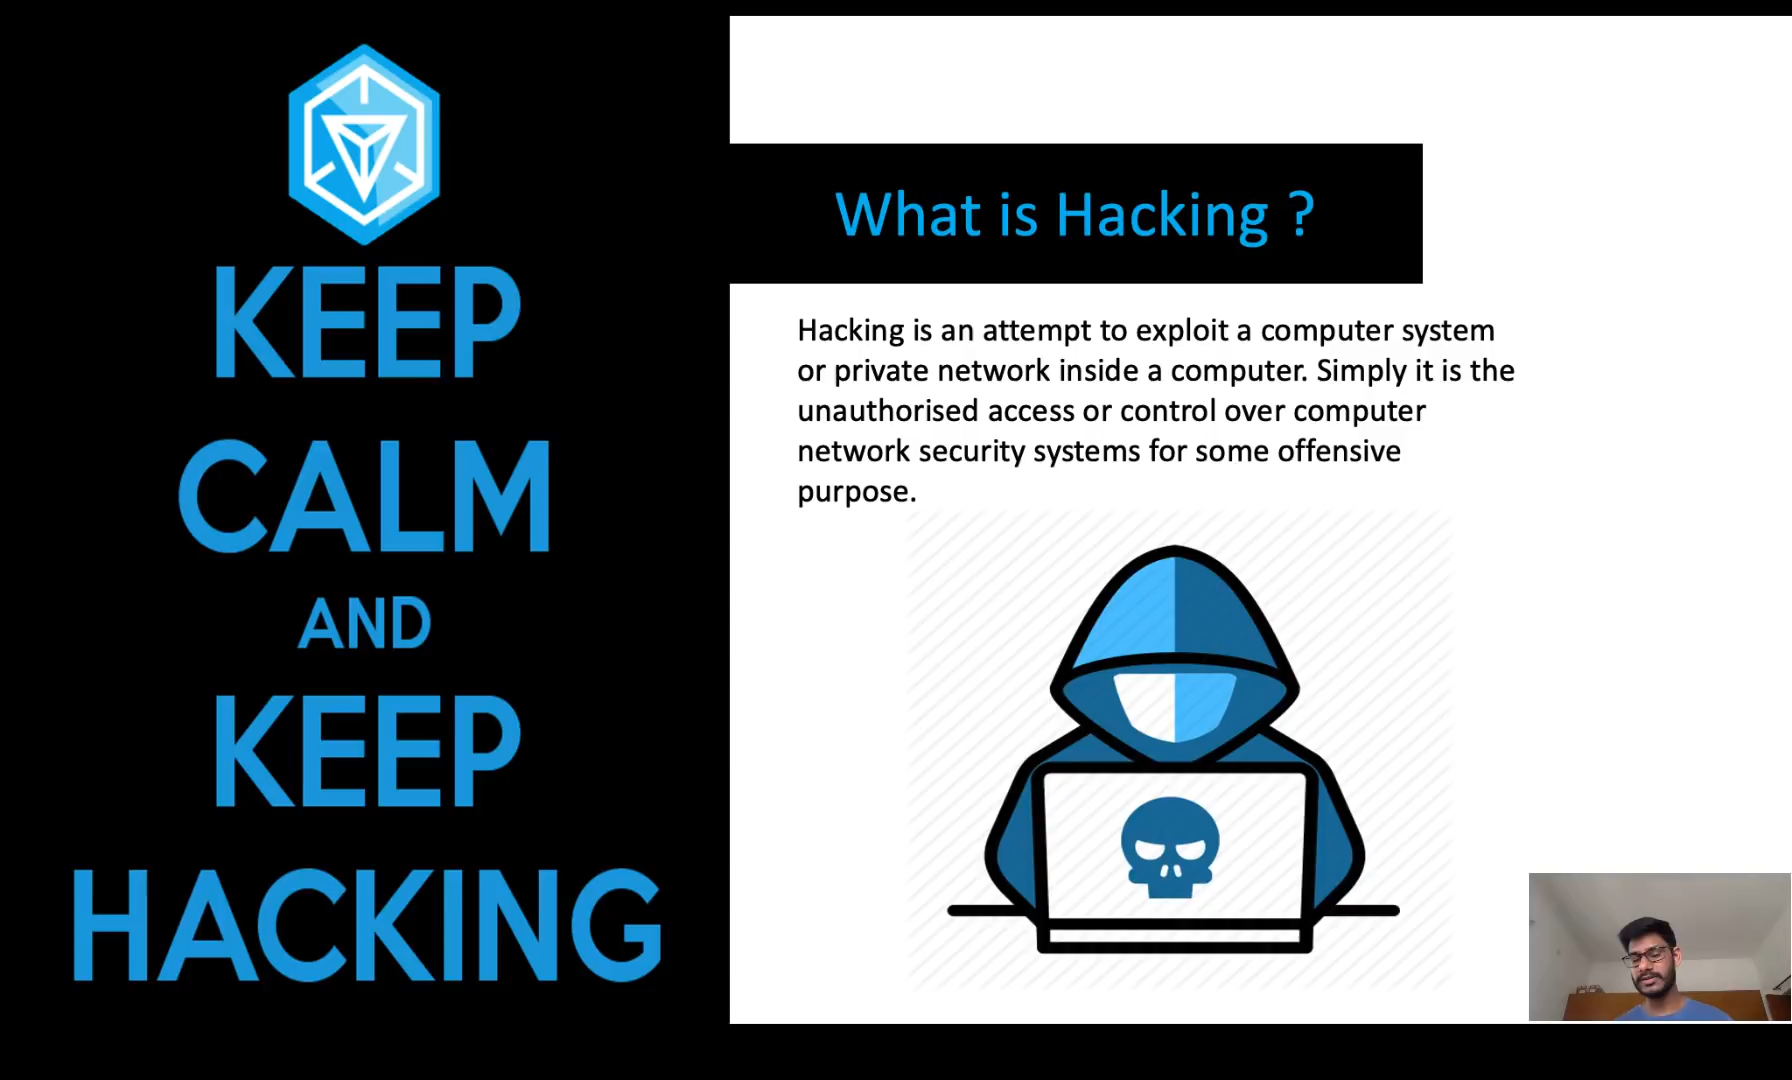 KEEP
CALM
AND
KEEP
HACKING
What is Hacking ?
Hacking is an attempt to exploit a computer system
or private network inside a computer. Simply it is the
unauthorised access or control over computer
network security systems for some offensive
purpose.